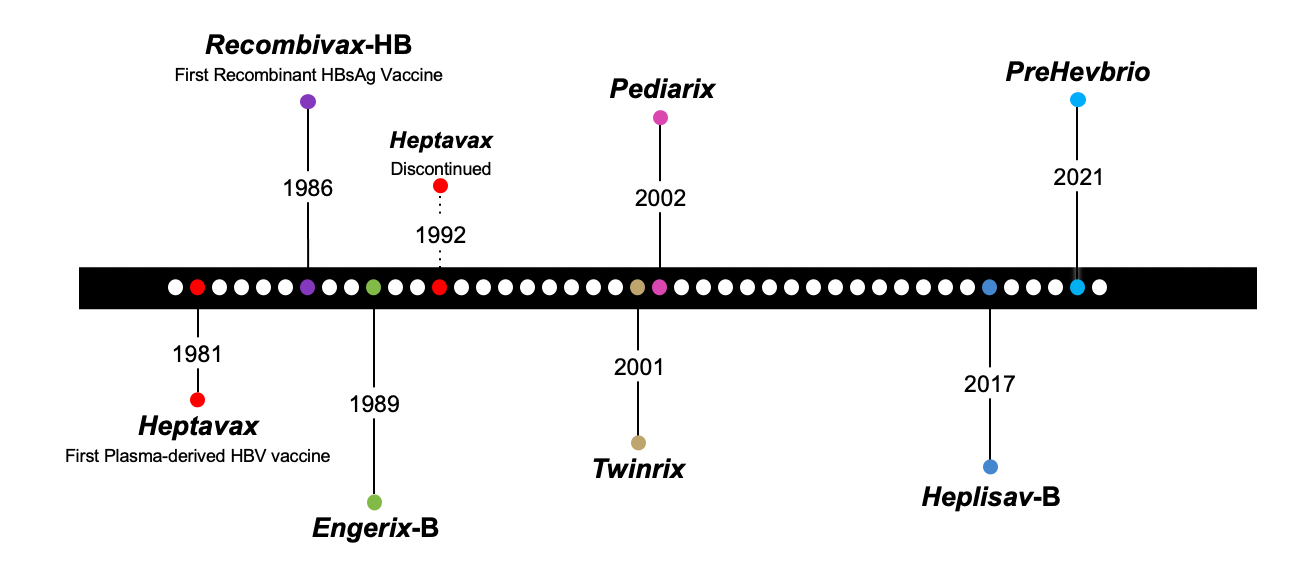 Recombivax-HB
First Recombinant HBsAg Vaccine
1986
Heptavax
Discontinued
1992
Pediarix
2002
PreHevbrio
2021
1981
Heptavax
First Plasma-derived HBV vaccine
1989
Engerix-B
2001
Twinrix
2017
Heplisav-B